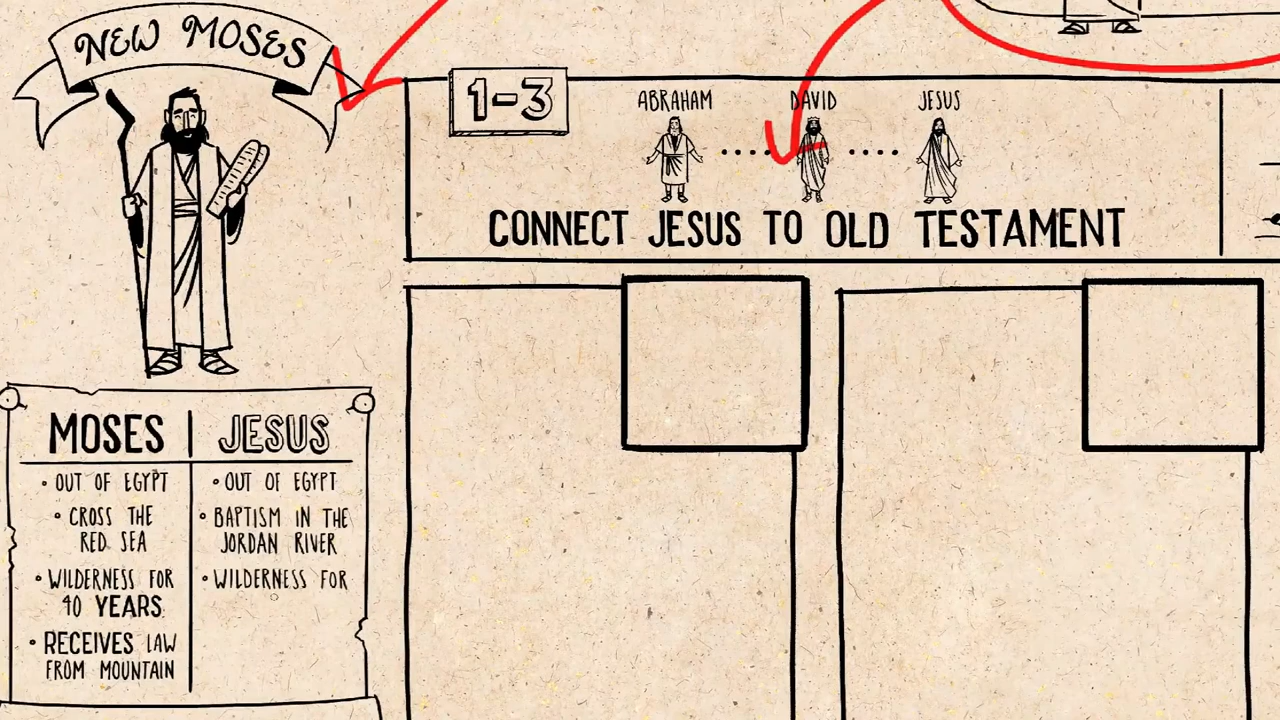 NEW MOSES
1-3
ABRAHAM
DAVID
JESUS
CONNECT JESUS TO OLD TESTAMENT
MOSES
• OUT OF EGYPT
• CROSS THE
RED SEA
• WILDERNESS FOR
40 YEARS
• RECEIVES LAW
FROM MOUNTAIN
JESUS
• OUT OF EGYPT
• BAPTISM IN THE
JORDAN RIVER
• WILDERNESS FOR